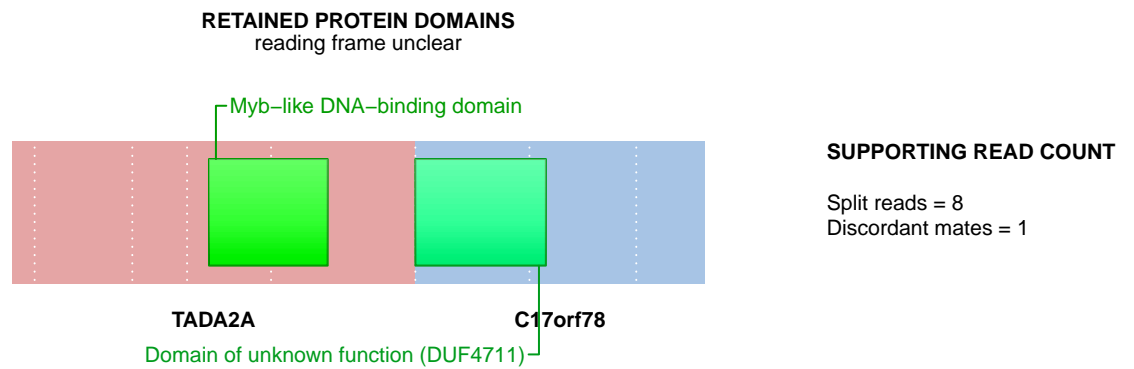 RETAINED PROTEIN DOMAINS
reading frame unclear
Myb−like DNA−binding domain
SUPPORTING READ COUNT
Split reads = 8
Discordant mates = 1
TADA2A
C17orf78
Domain of unknown function (DUF4711)